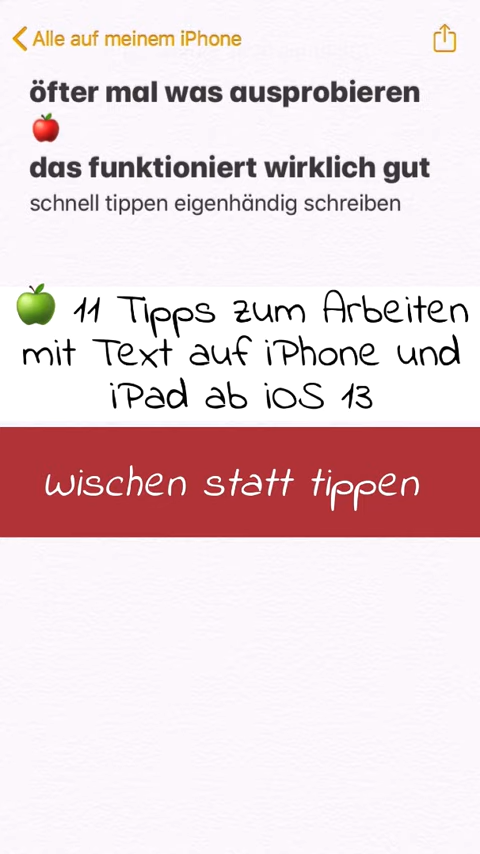 Alle auf meinem iPhone
öfter mal was ausprobieren
🍎
das funktioniert wirklich gut
schnell tippen eigenhändig schreiben
🍏 11 Tipps zum Arbeiten
mit Text auf iPhone und
iPad ab iOS 13
wischen statt tippen